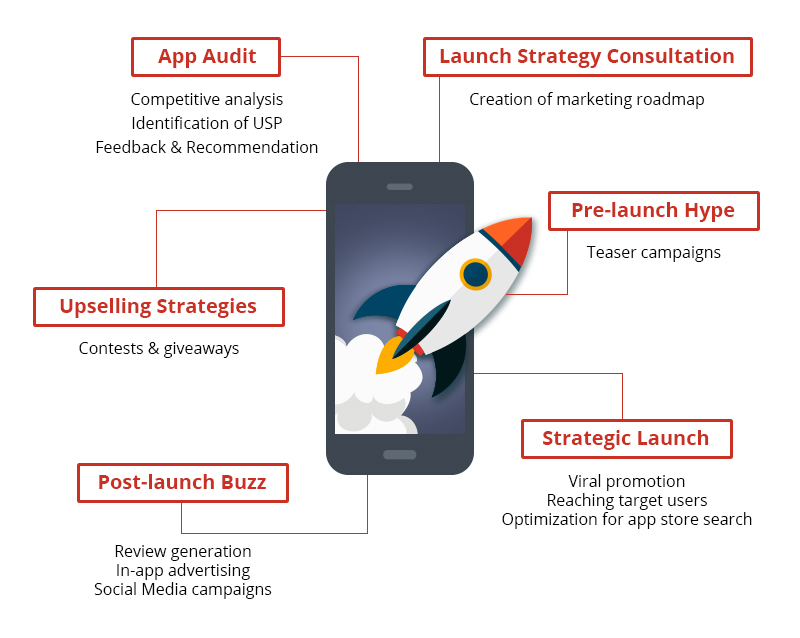 App Audit
Competitive analysis
Identification of USP
Feedback & Recommendation
Launch Strategy Consultation
Creation of marketing roadmap
Pre-launch Hype
Teaser campaigns
Upselling Strategies
Contests & giveaways
Strategic Launch
Viral promotion
Reaching target users
Optimization for app store search
Post-launch Buzz
Review generation
In-app advertising
Social Media campaigns